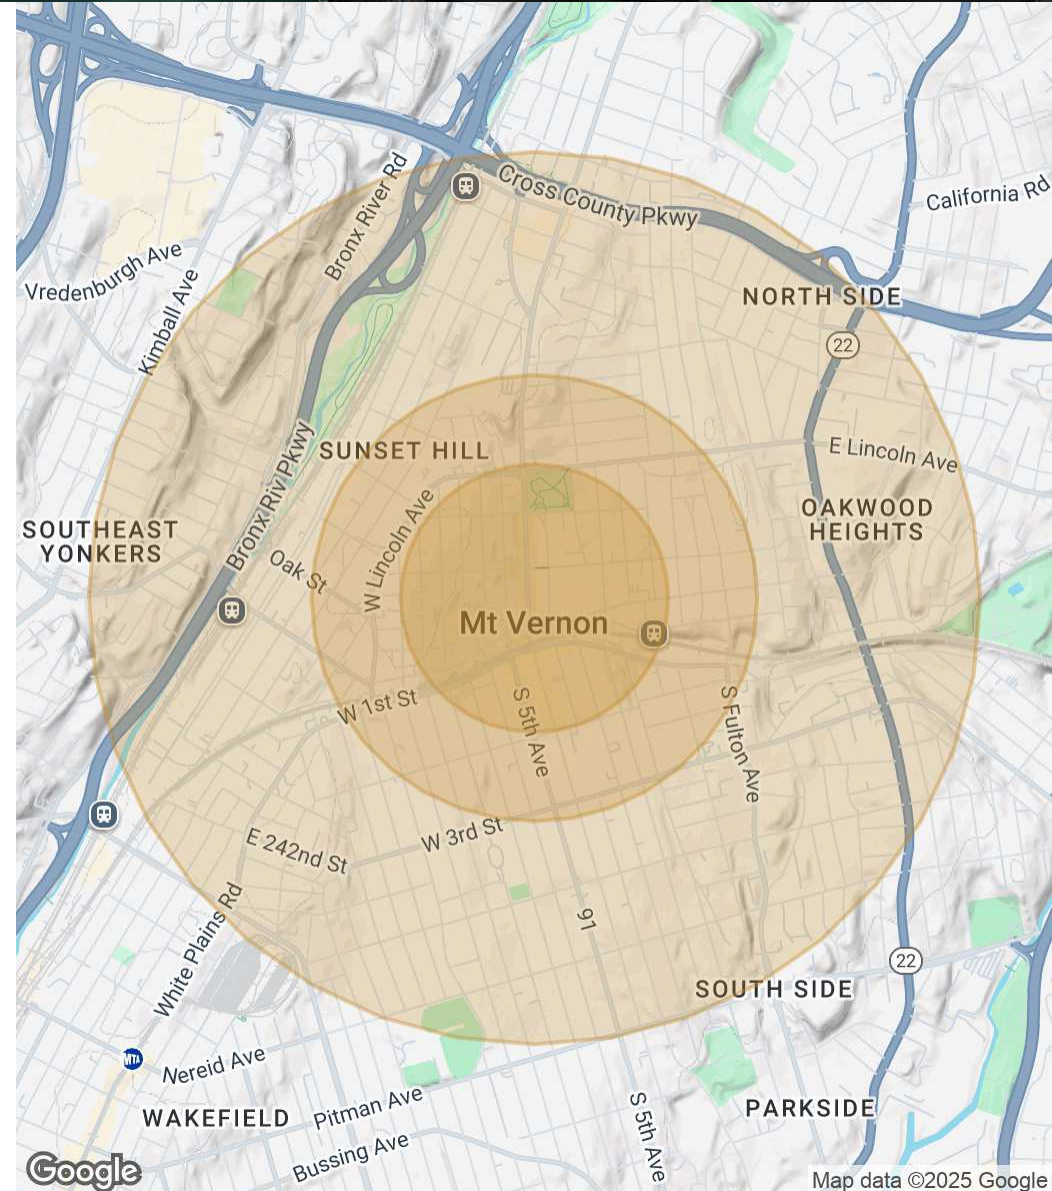 Bronx River Rd
Cross County Pkwy
California Rd
Vredenburgh Ave
Kimball Ave
NORTH SIDE
22
SUNSET HILL
E Lincoln Ave
Bronx Riv Pkwy
W Lincoln Ave
OAKWOOD
HEIGHTS
SOUTHEAST
YONKERS
Oak St
Mt Vernon
W 1st St
S 5th Ave
S Fulton Ave
E 242nd St
W 3rd St
91
White Plains Rd
22
SOUTH SIDE
MTA
Nereid Ave
WAKEFIELD
Pitman Ave
S 5th Ave
PARKSIDE
Bussing Ave
Google
Map data ©2025 Google